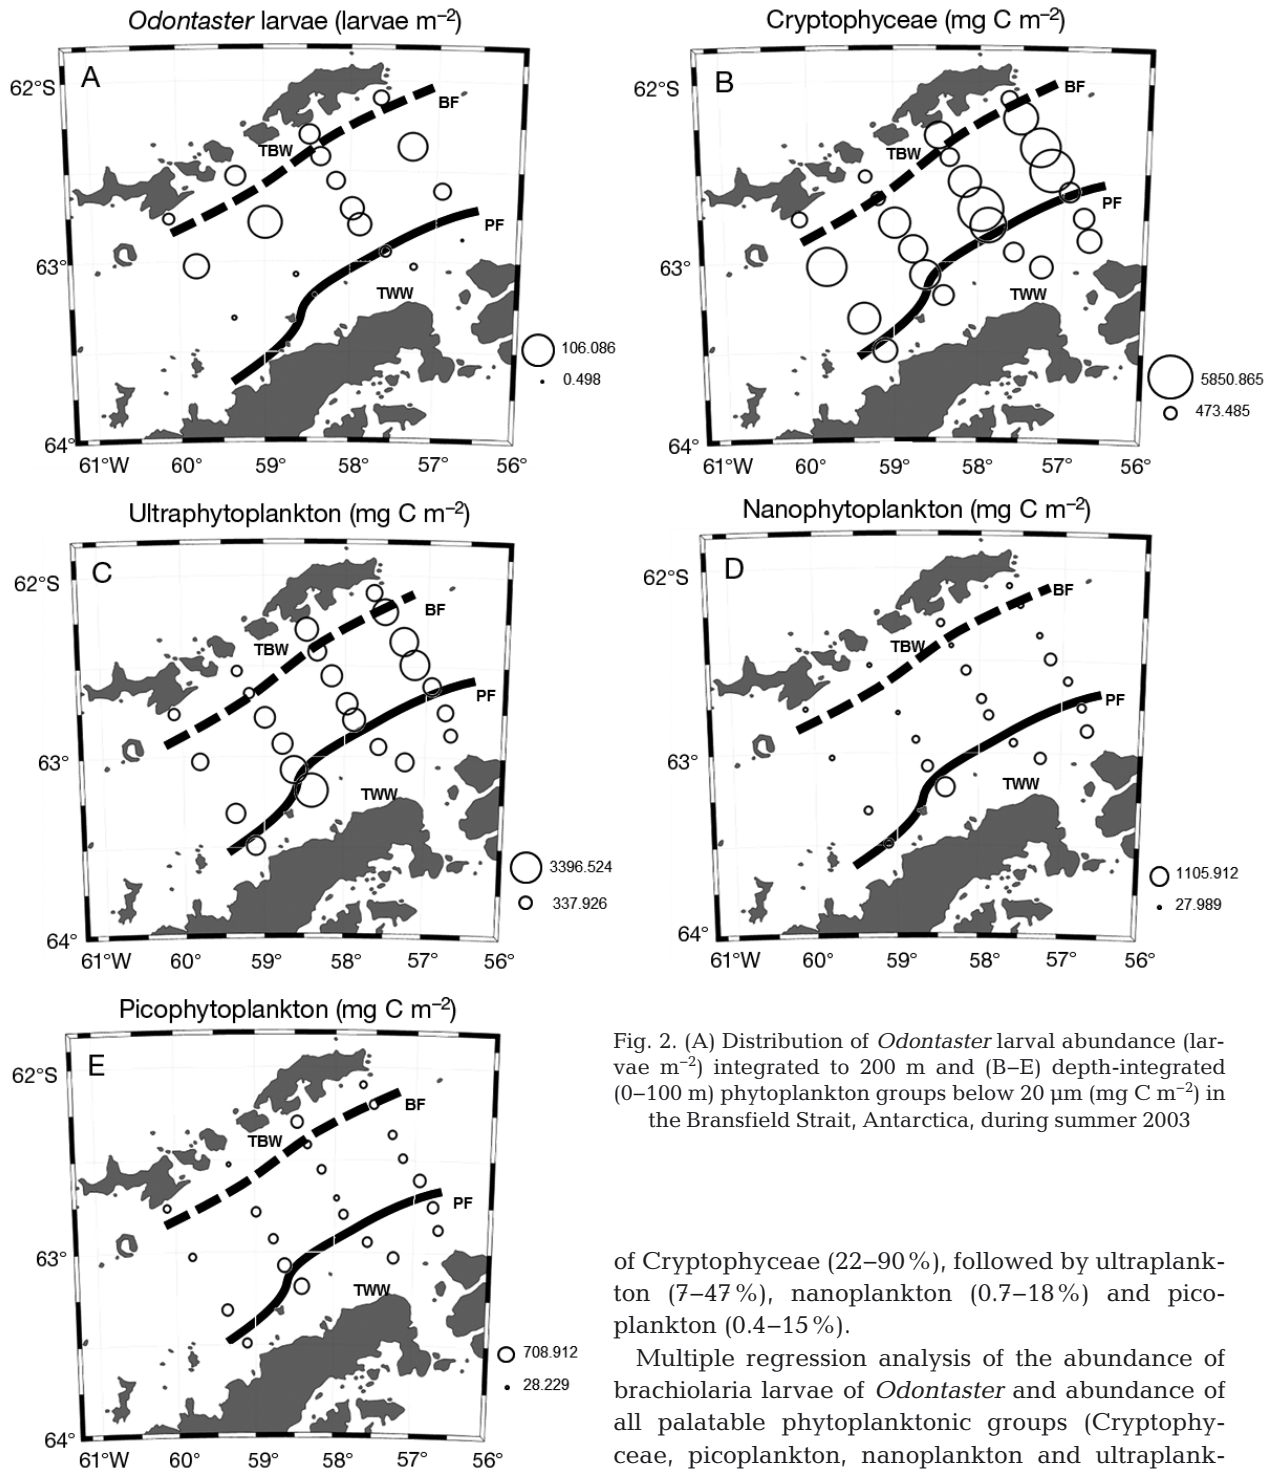 Odontaster larvae (larvae m–2)
A
62°S
BF
TBW
PF
63°
TWW
106.086
0.498
64°
61°W 60° 59° 58° 57° 56°
Cryptophyceae (mg C m–2)
B
62°S
BF
TBW
PF
63°
TWW
5850.865
473.485
64°
61°W 60° 59° 58° 57° 56°
Ultraphytoplankton (mg C m–2)
C
62°S
BF
TBW
PF
63°
TWW
3396.524
337.926
64°
61°W 60° 59° 58° 57° 56°
Nanophytoplankton (mg C m–2)
D
62°S
BF
TBW
PF
63°
TWW
1105.912
27.989
64°
61°W 60° 59° 58° 57° 56°
Picophytoplankton (mg C m–2)
E
62°S
BF
TBW
PF
63°
TWW
708.912
28.229
64°
61°W 60° 59° 58° 57° 56°
Fig. 2. (A) Distribution of Odontaster larval abundance (lar-
vae m–2) integrated to 200 m and (B–E) depth-integrated
(0–100 m) phytoplankton groups below 20 µm (mg C m–2) in
the Bransfield Strait, Antarctica, during summer 2003
of Cryptophyceae (22–90%), followed by ultraplank-
ton (7–47%), nanoplankton (0.7–18%) and pico-
plankton (0.4–15%).
Multiple regression analysis of the abundance of
brachiolaria larvae of Odontaster and abundance of
all palatable phytoplanktonic groups (Cryptophy-
ceae, picoplankton, nanoplankton and ultraplank-